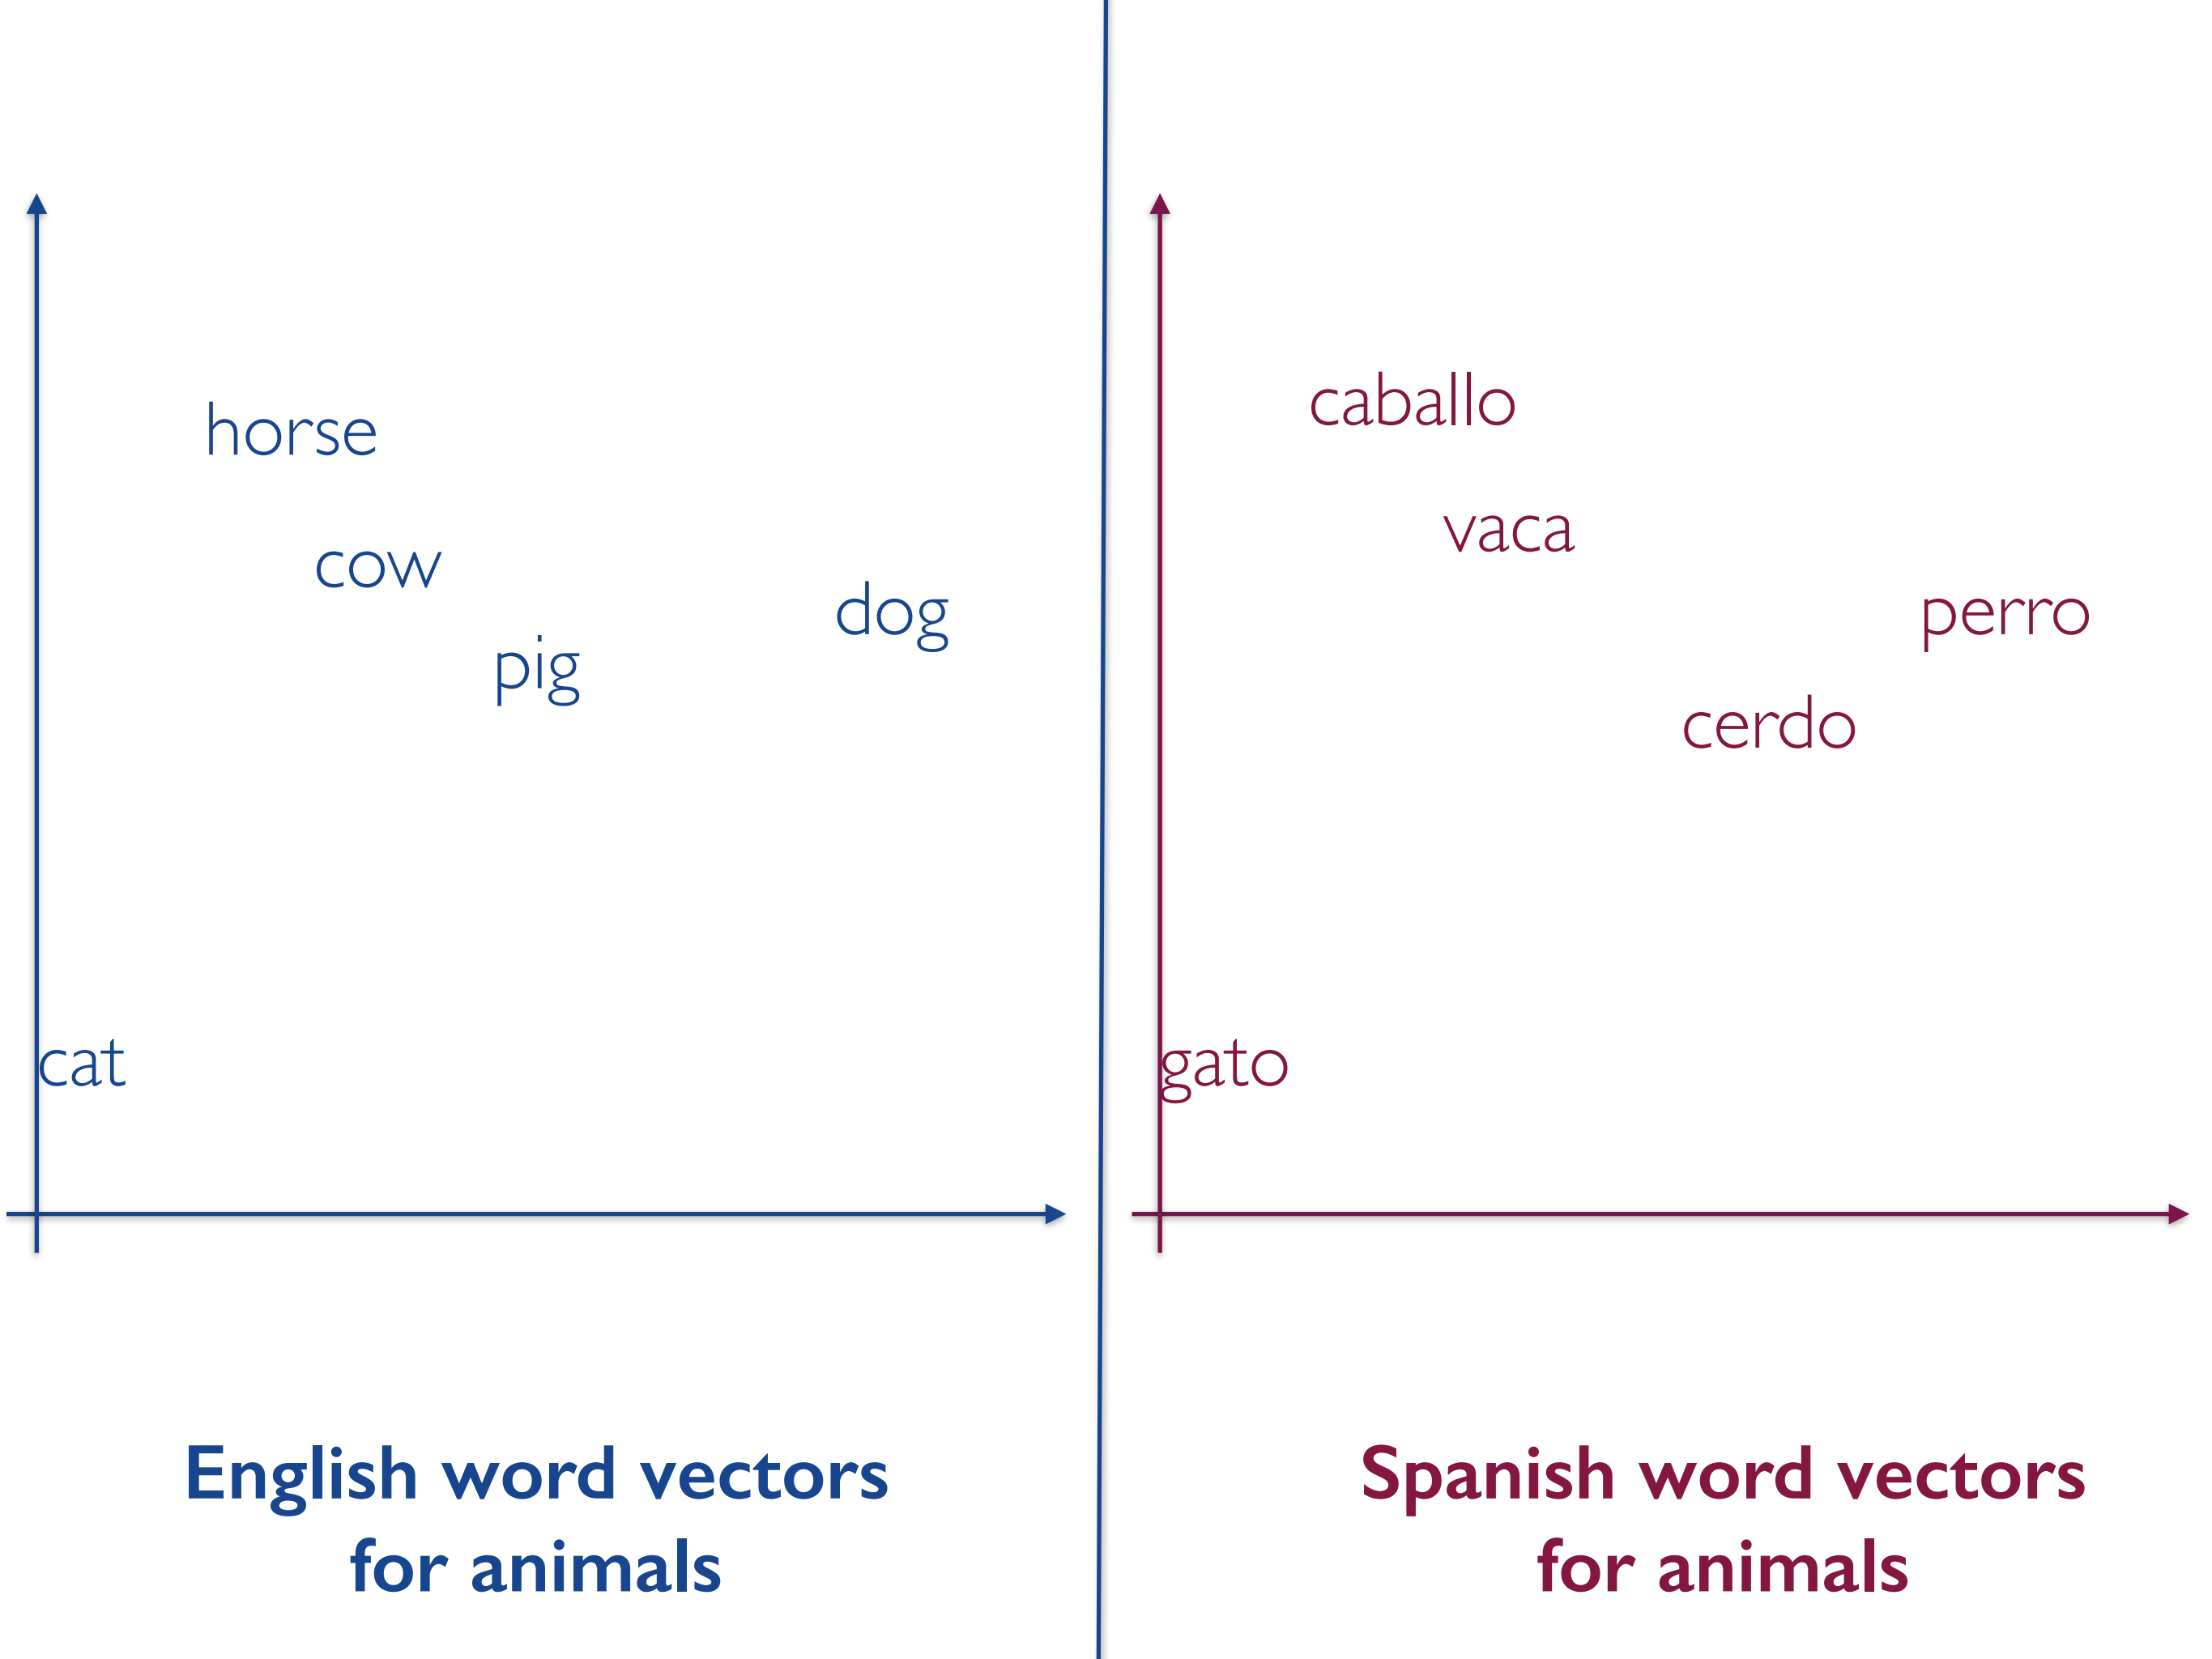 horse
cow
pig
dog
cat
English word vectors
for animals
caballo
vaca
perro
cerdo
gato
Spanish word vectors
for animals